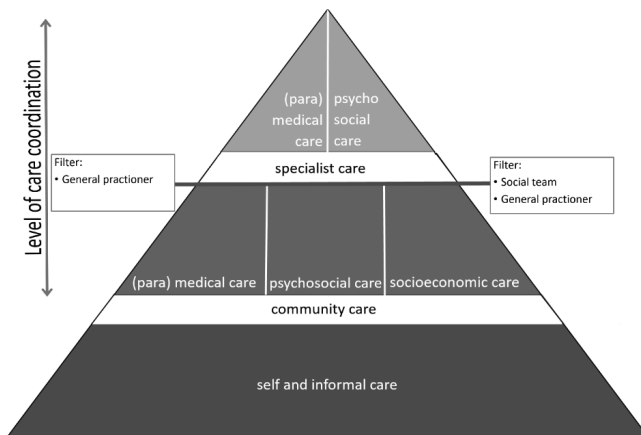 Level of care coordination
(para)
medical
care
psycho
social
care
specialist care
Filter:
• General practioner
Filter:
• Social team
• General practioner
(para) medical care
psychosocial care
socioeconomic care
community care
self and informal care